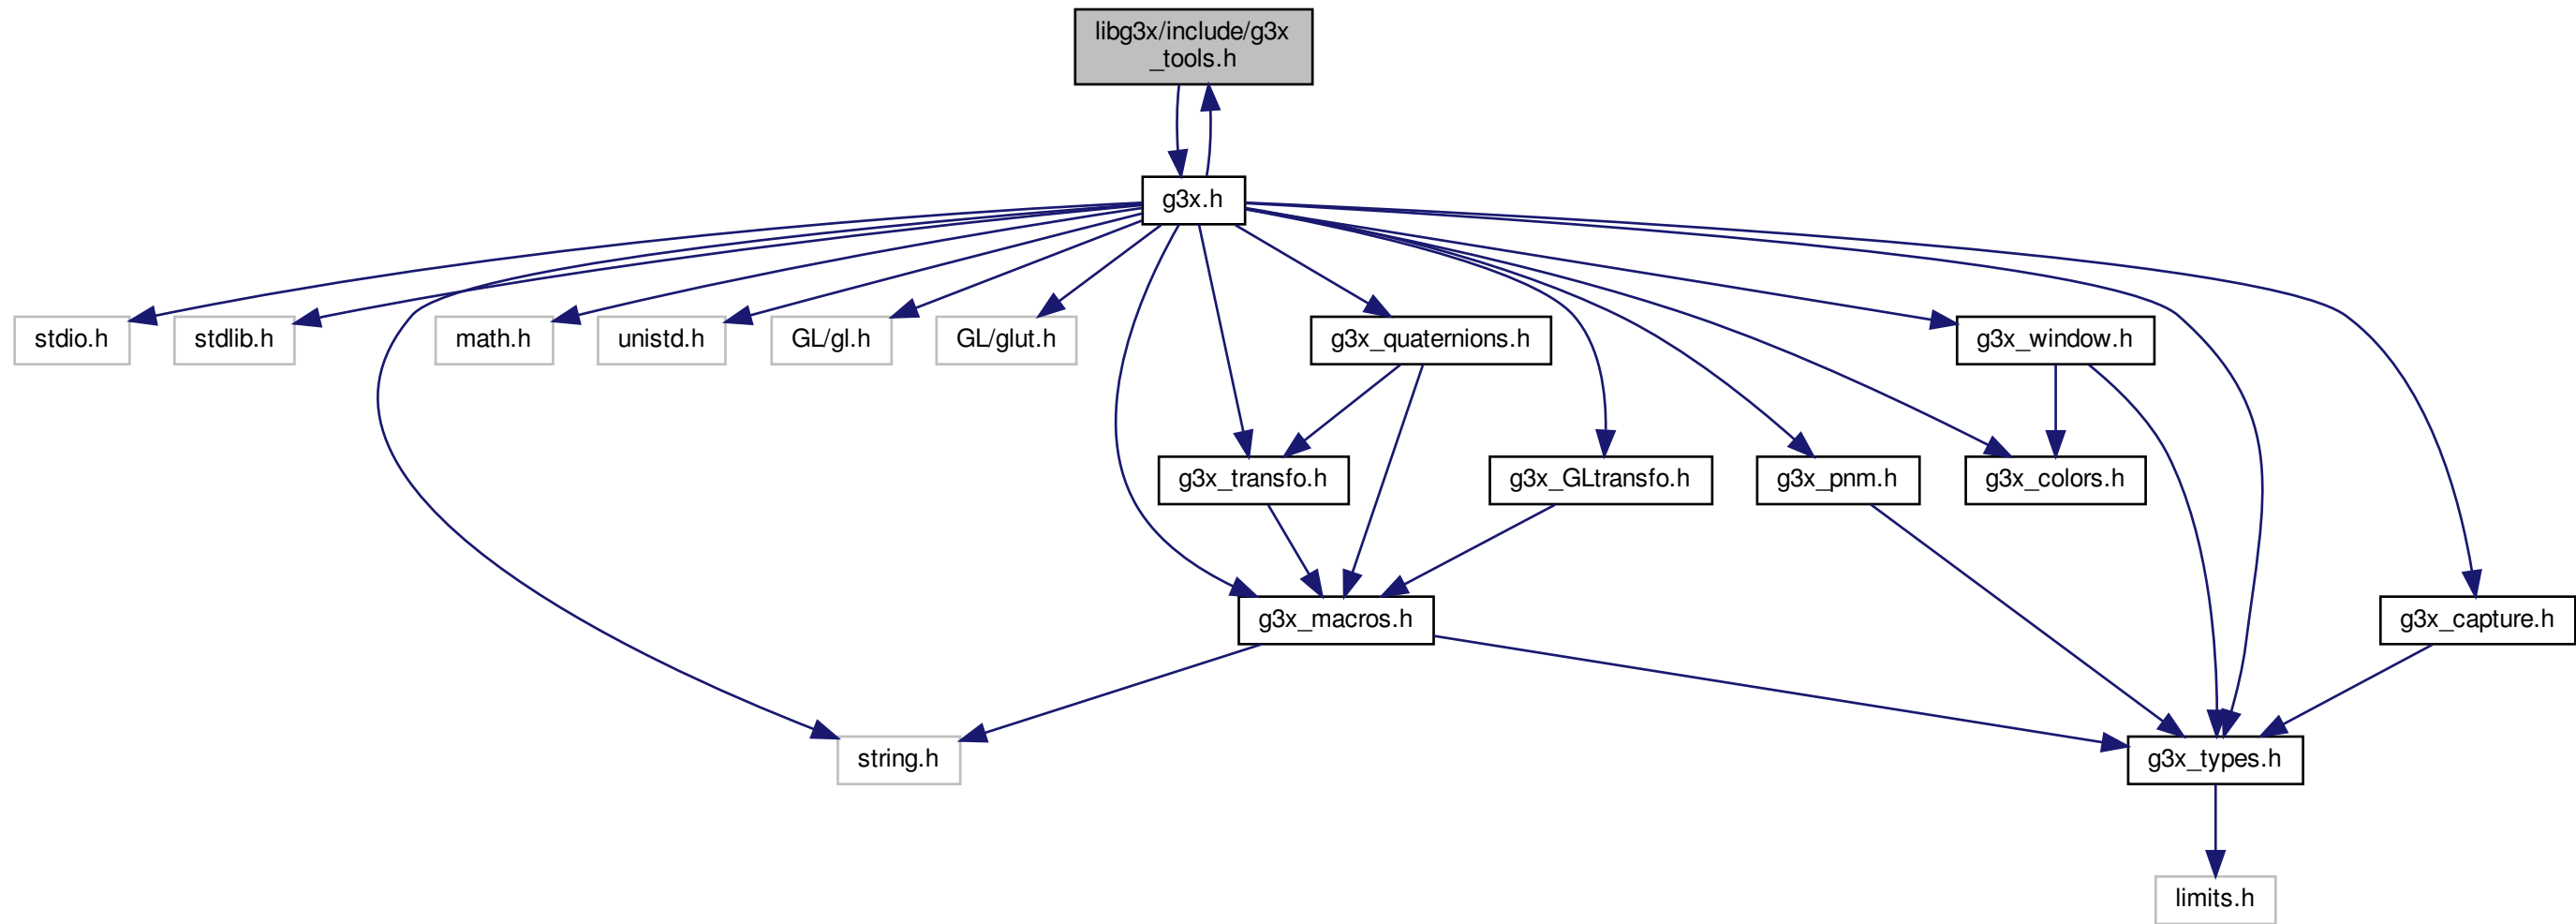 libg3x/include/g3x
_tools.h
g3x.h
stdio.h
stdlib.h
math.h
unistd.h
GL/gl.h
GL/glut.h
g3x_quaternions.h
g3x_window.h
g3x_transfo.h
g3x_GLtransfo.h
g3x_pnm.h
g3x_colors.h
g3x_macros.h
g3x_capture.h
string.h
g3x_types.h
limits.h